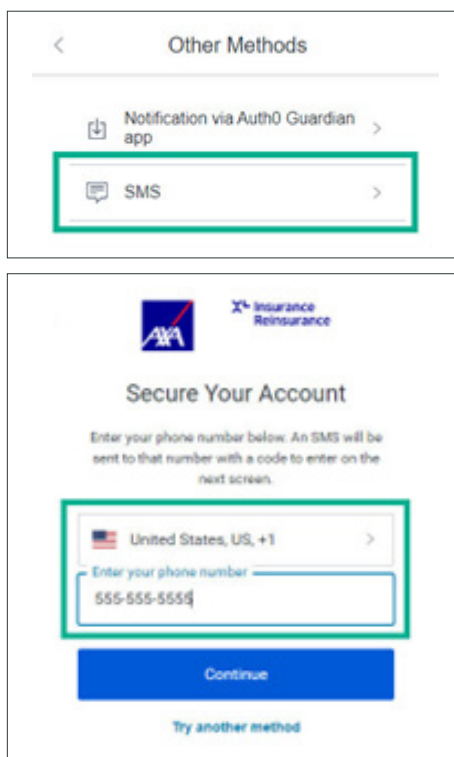 Other Methods
Notification via Auth0 Guardian
app
SMS
AXA
XL Insurance
Reinsurance
Secure Your Account
Enter your phone number below. An SMS will be
sent to that number with a code to enter on the
next screen.
United States, US, +1
Enter your phone number
555-555-5555
Continue
Try another method